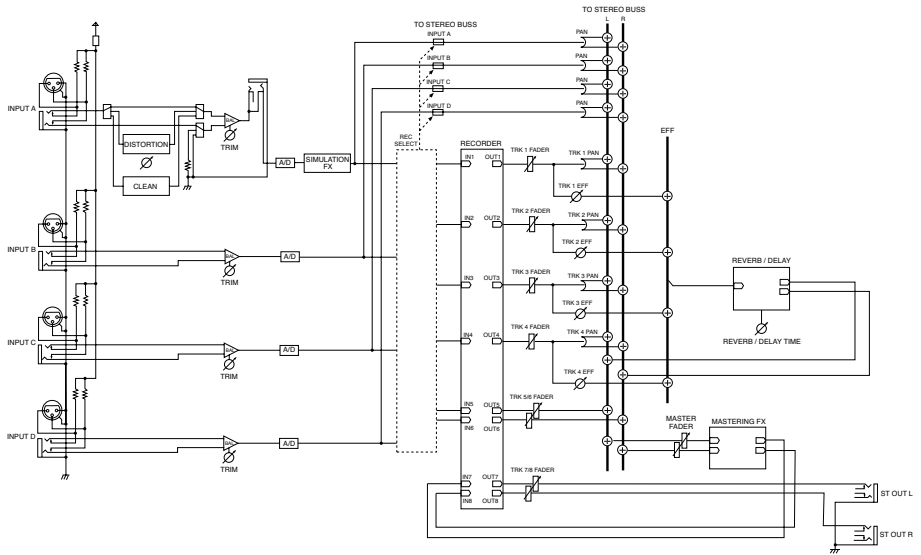 TO STEREO BUSS
L R
TO STEREO BUSS
INPUT A
PAN
INPUT B
PAN
INPUT C
PAN
INPUT D
PAN
INPUT A
DISTORTION
CLEAN
BAL
TRIM
A/D
SIMULATION
FX
REC
SELECT
RECORDER
EFF
IN1 OUT1
TRK 1 FADER
TRK 1 PAN
TRK 1 EFF
IN2 OUT2
TRK 2 FADER
TRK 2 PAN
TRK 2 EFF
INPUT B
BAL
TRIM
A/D
IN3 OUT3
TRK 3 FADER
TRK 3 PAN
TRK 3 EFF
REVERB / DELAY
REVERB / DELAY TIME
INPUT C
BAL
TRIM
A/D
IN4 OUT4
TRK 4 FADER
TRK 4 PAN
TRK 4 EFF
IN5 OUT5
TRK 5/6 FADER
IN6 OUT6
MASTER
FADER
MASTERING FX
INPUT D
BAL
TRIM
A/D
IN7 OUT7
TRK 7/8 FADER
IN8 OUT8
ST OUT L
ST OUT R